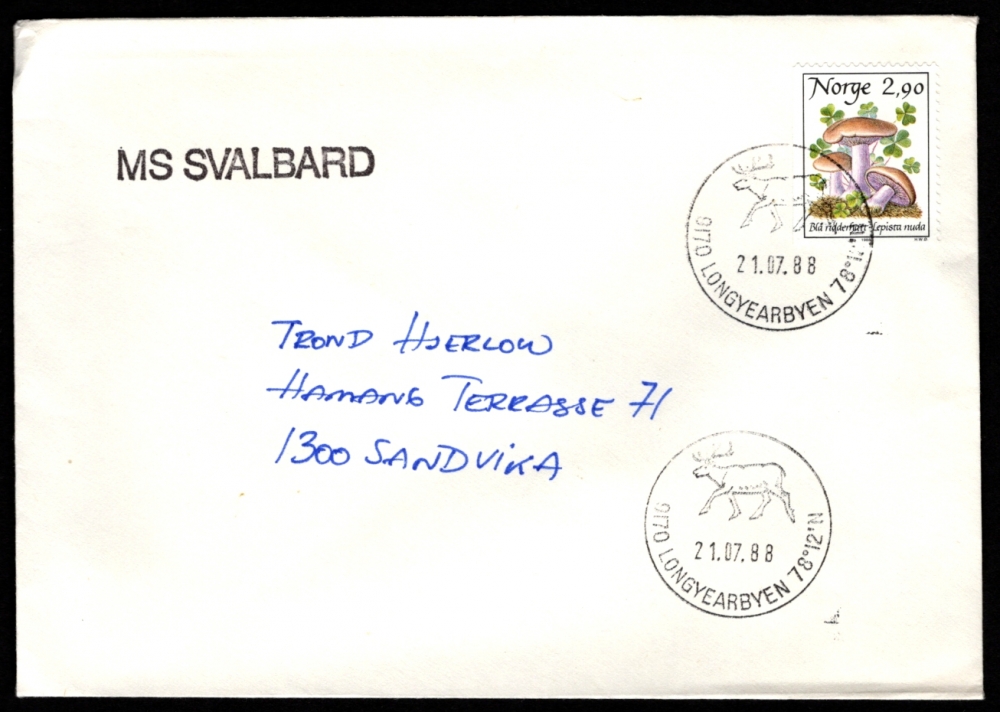 Norge 2,90
MS SVALBARD
Blå ridderhatt - Lepista nuda
21.07.88
9170 LONGYEARBYEN 78°12'N
TROND HJERLOW
HAMANG TERRASSE 71
1300 SANDVIKA
21.07.88
9170 LONGYEARBYEN 78°12'N